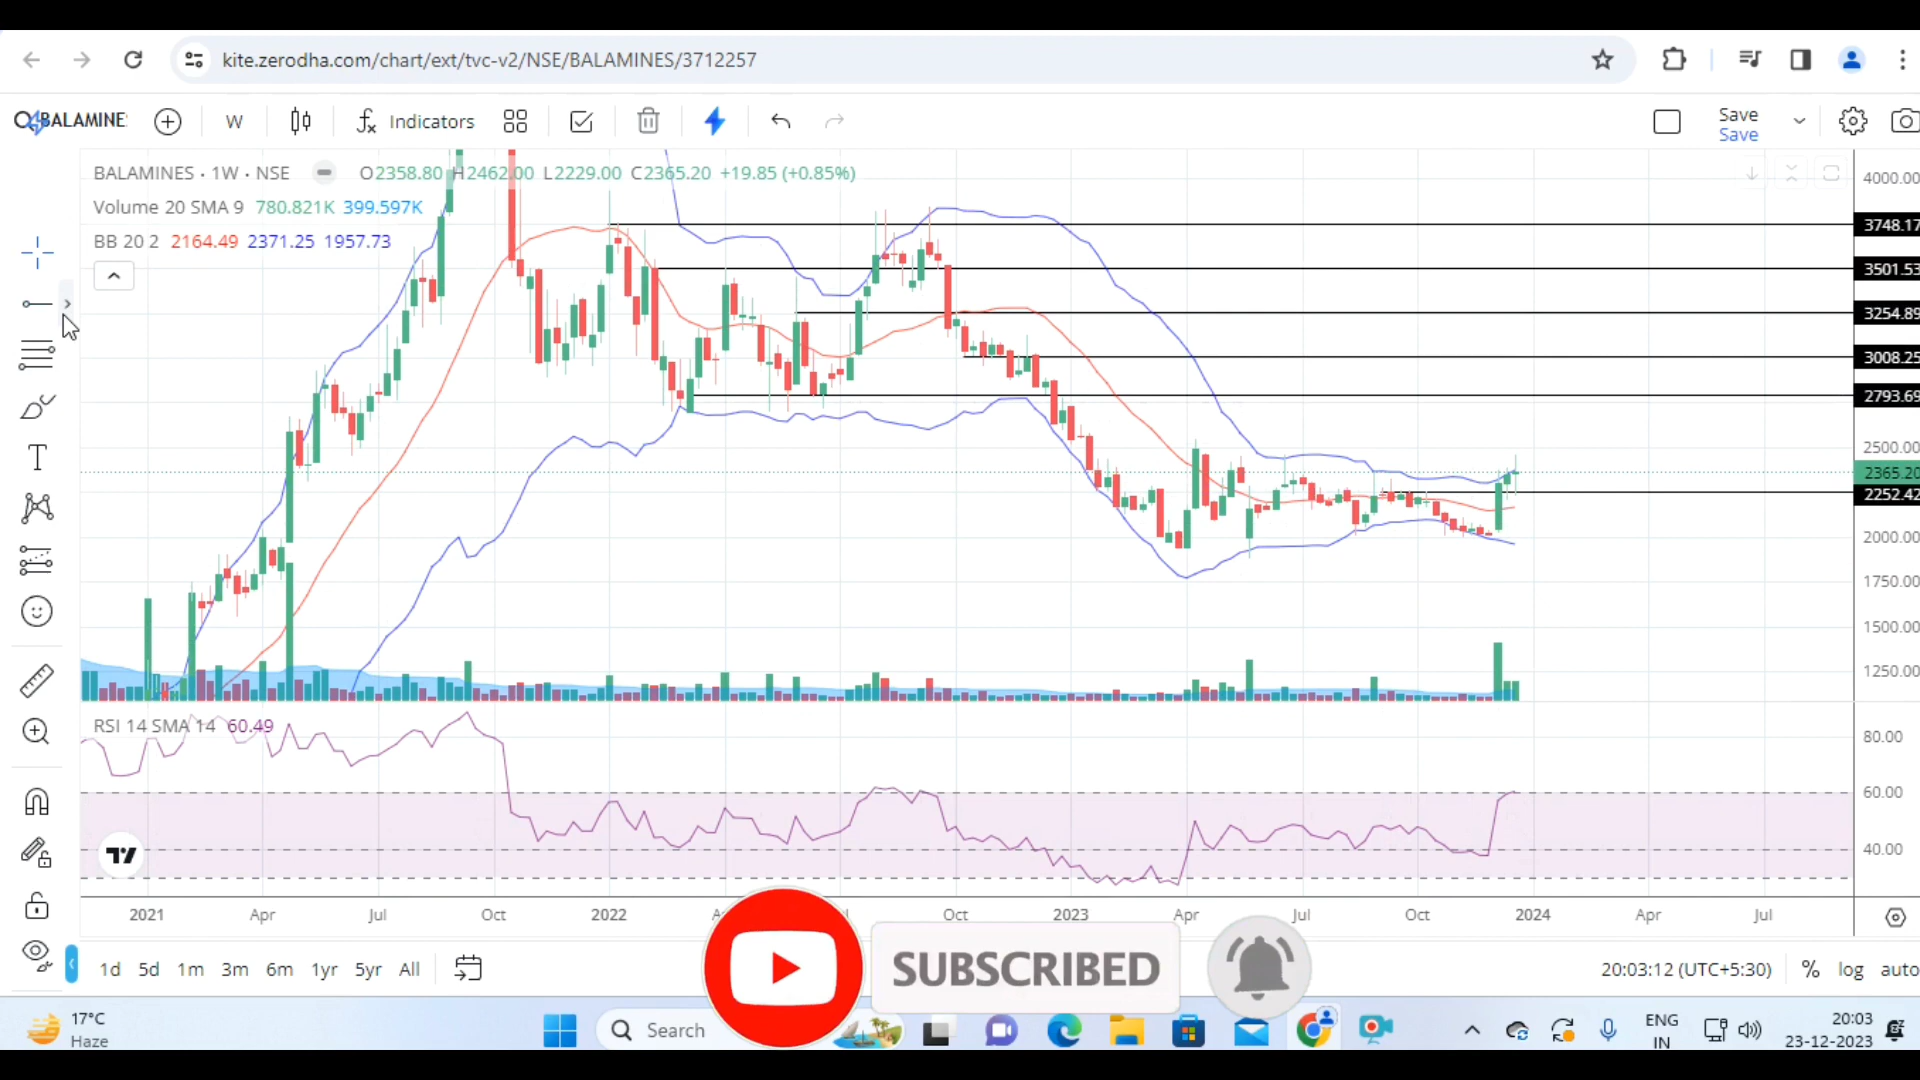 kite.zerodha.com/chart/ext/tvc-v2/NSE/BALAMINES/3712257
BALAMINE
W
Indicators
Save
Save
BALAMINES · 1W · NSE O2358.80 H2462.00 L2229.00 C2365.20 +19.85 (+0.85%)
Volume 20 SMA 9 780.821K 399.597K
BB 20 2 2164.49 2371.25 1957.73
4000.00
3748.17
3501.53
3254.89
3008.25
2793.69
2500.00
2365.20
2252.42
2000.00
1750.00
1500.00
1250.00
RSI 14 SMA 14 60.49
80.00
60.00
40.00
2021 Apr Jul Oct 2022 Oct 2023 Apr Jul Oct 2024 Apr Jul
1d 5d 1m 3m 6m 1yr 5yr All
20:03:12 (UTC+5:30) % log auto
SUBSCRIBED
17°C
Haze
Search
ENG
IN
20:03
23-12-2023